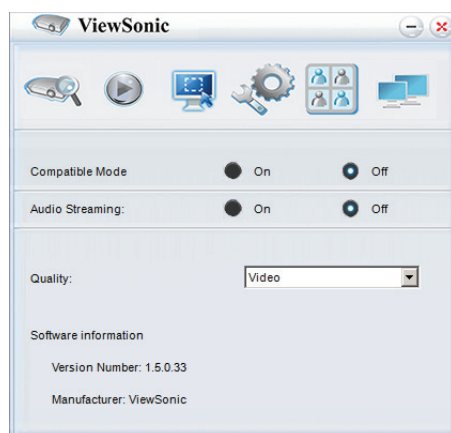 ViewSonic
Compatible Mode On Off
Audio Streaming: On Off
Quality: Video
Software information
Version Number: 1.5.0.33
Manufacturer: ViewSonic